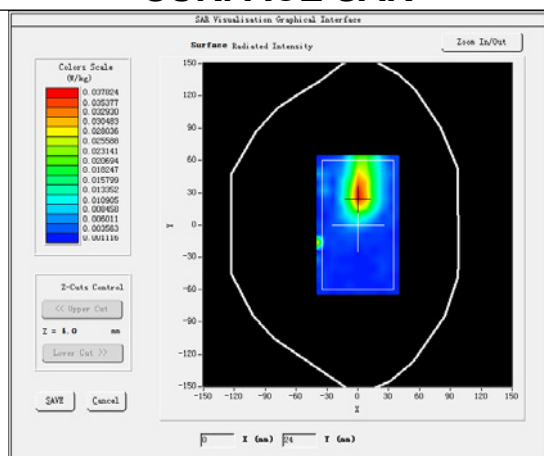 SAR Visualisation Graphical Interface
Surface Radiated Intensity
Zoom In/Out
Colors Scale
(W/kg)
0.037824
0.035377
0.032930
0.030483
0.028036
0.025588
0.023141
0.020694
0.018247
0.015799
0.013352
0.010905
0.008458
0.006011
0.003563
0.001116
150
120
90
60
30
0
-30
-60
-90
-120
-150
Y
-150 -120 -90 -60 -30 0 30 60 90 120 150
X
Z-Cuts Control
<< Upper Cut
Z = 4.0 mm
Lower Cut >>
SAVE Cancel
0 X (mm) 24 Y (mm)